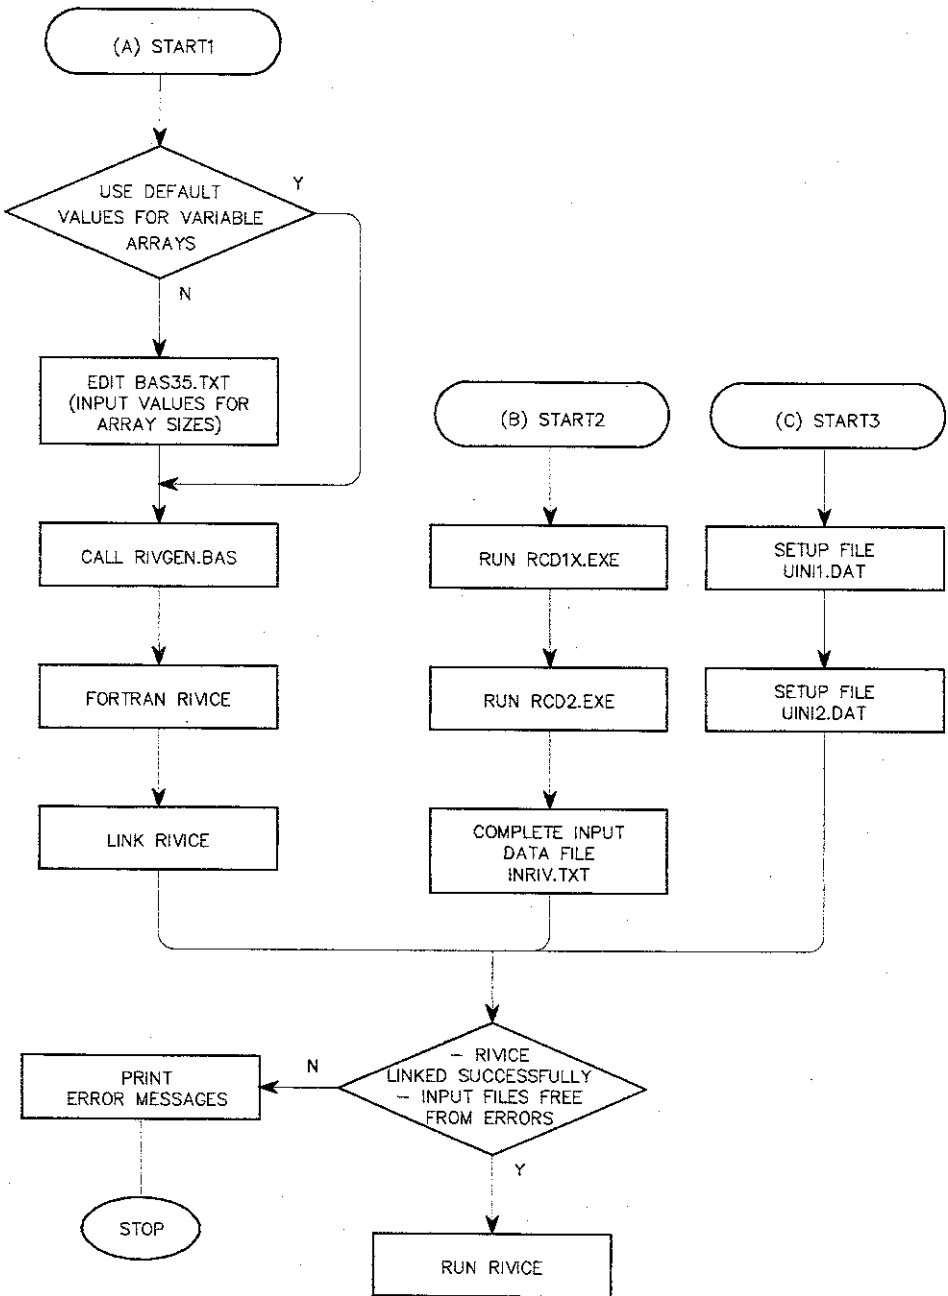 (A) START1
USE DEFAULT
VALUES FOR VARIABLE
ARRAYS
Y
N
EDIT BAS35.TXT
(INPUT VALUES FOR
ARRAY SIZES)
CALL RIVGEN.BAS
FORTRAN RIVICE
LINK RIVICE
(B) START2
RUN RCD1X.EXE
RUN RCD2.EXE
COMPLETE INPUT
DATA FILE
INRIV.TXT
(C) START3
SETUP FILE
UINI1.DAT
SETUP FILE
UINI2.DAT
– RIVICE
LINKED SUCCESSFULLY
– INPUT FILES FREE
FROM ERRORS
N
PRINT
ERROR MESSAGES
STOP
Y
RUN RIVICE